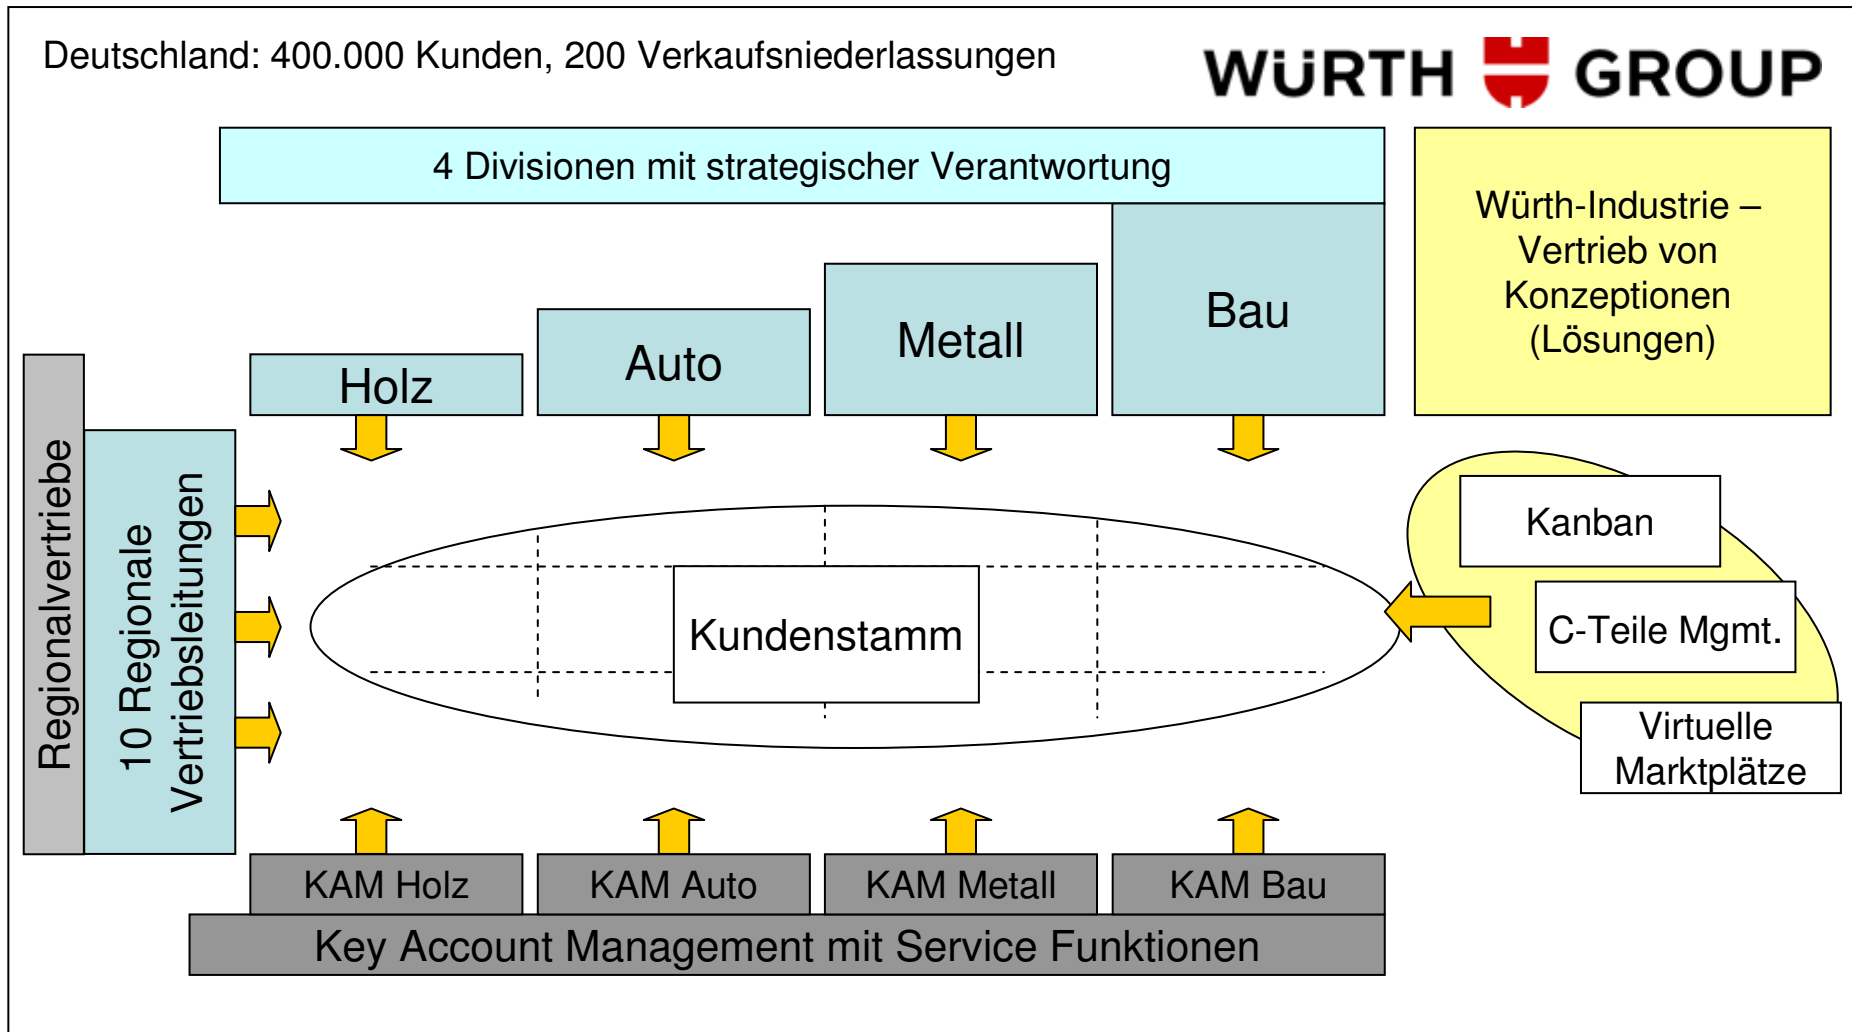 Deutschland: 400.000 Kunden, 200 Verkaufsniederlassungen
WÜRTH GROUP
4 Divisionen mit strategischer Verantwortung
Würth-Industrie –
Vertrieb von
Konzeptionen
(Lösungen)
Holz
Auto
Metall
Bau
Regionalvertriebe
10 Regionale
Vertriebsleitungen
Kundenstamm
Kanban
C-Teile Mgmt.
Virtuelle
Marktplätze
KAM Holz
KAM Auto
KAM Metall
KAM Bau
Key Account Management mit Service Funktionen